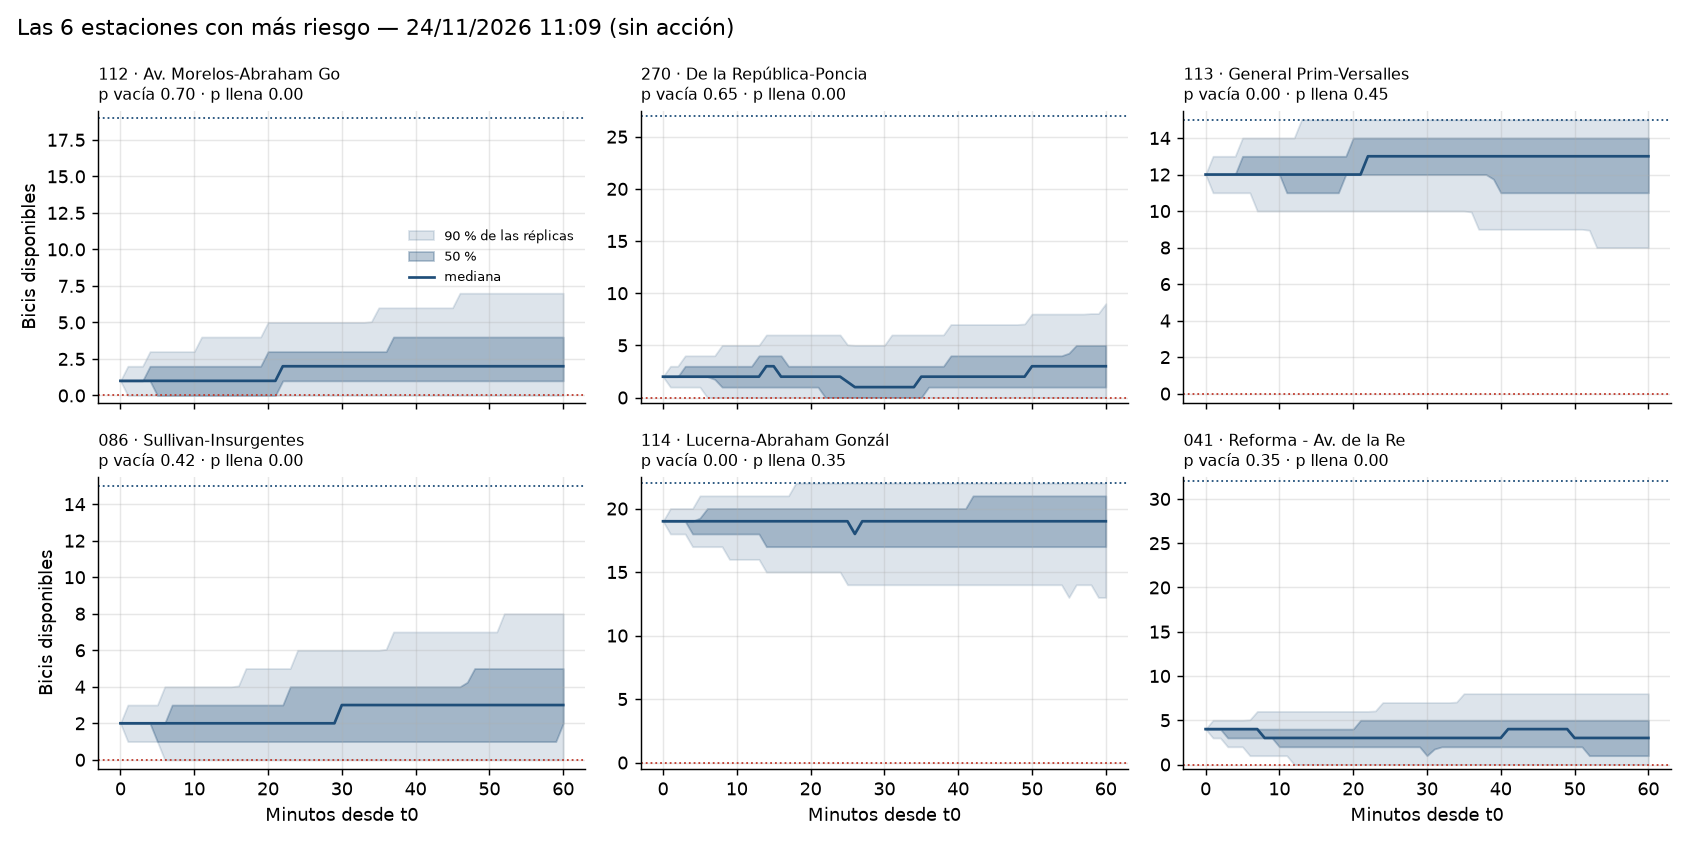 Las 6 estaciones con más riesgo — 24/11/2026 11:09 (sin acción)
112 · Av. Morelos-Abraham Go
p vacía 0.70 · p llena 0.00
17.5
15.0
12.5
10.0
7.5
5.0
2.5
0.0
Bicis disponibles
90 % de las réplicas
50 %
mediana
270 · De la República-Poncia
p vacía 0.65 · p llena 0.00
25
20
15
10
5
0
113 · General Prim-Versalles
p vacía 0.00 · p llena 0.45
14
12
10
8
6
4
2
0
086 · Sullivan-Insurgentes
p vacía 0.42 · p llena 0.00
14
12
10
8
6
4
2
0
Bicis disponibles
0 10 20 30 40 50 60
Minutos desde t0
114 · Lucerna-Abraham Gonzál
p vacía 0.00 · p llena 0.35
20
15
10
5
0
0 10 20 30 40 50 60
Minutos desde t0
041 · Reforma - Av. de la Re
p vacía 0.35 · p llena 0.00
30
25
20
15
10
5
0
0 10 20 30 40 50 60
Minutos desde t0